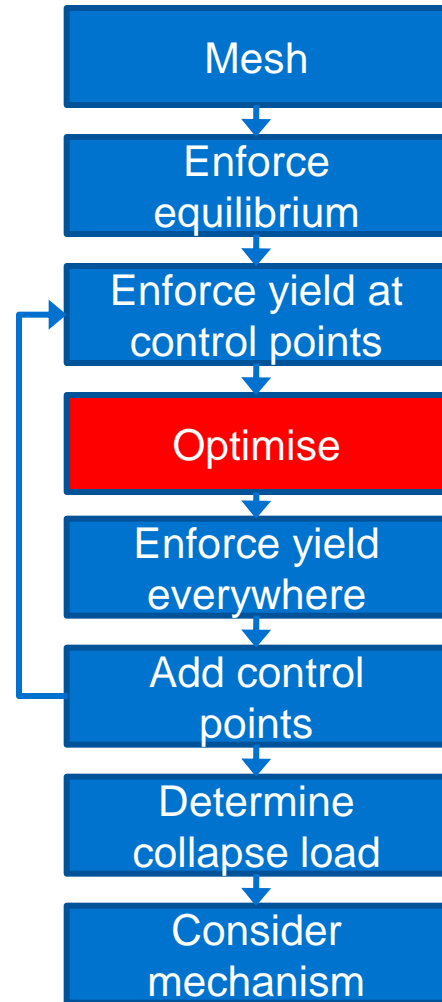 Mesh
Enforce
equilibrium
Enforce yield at
control points
Optimise
Enforce yield
everywhere
Add control
points
Determine
collapse load
Consider
mechanism